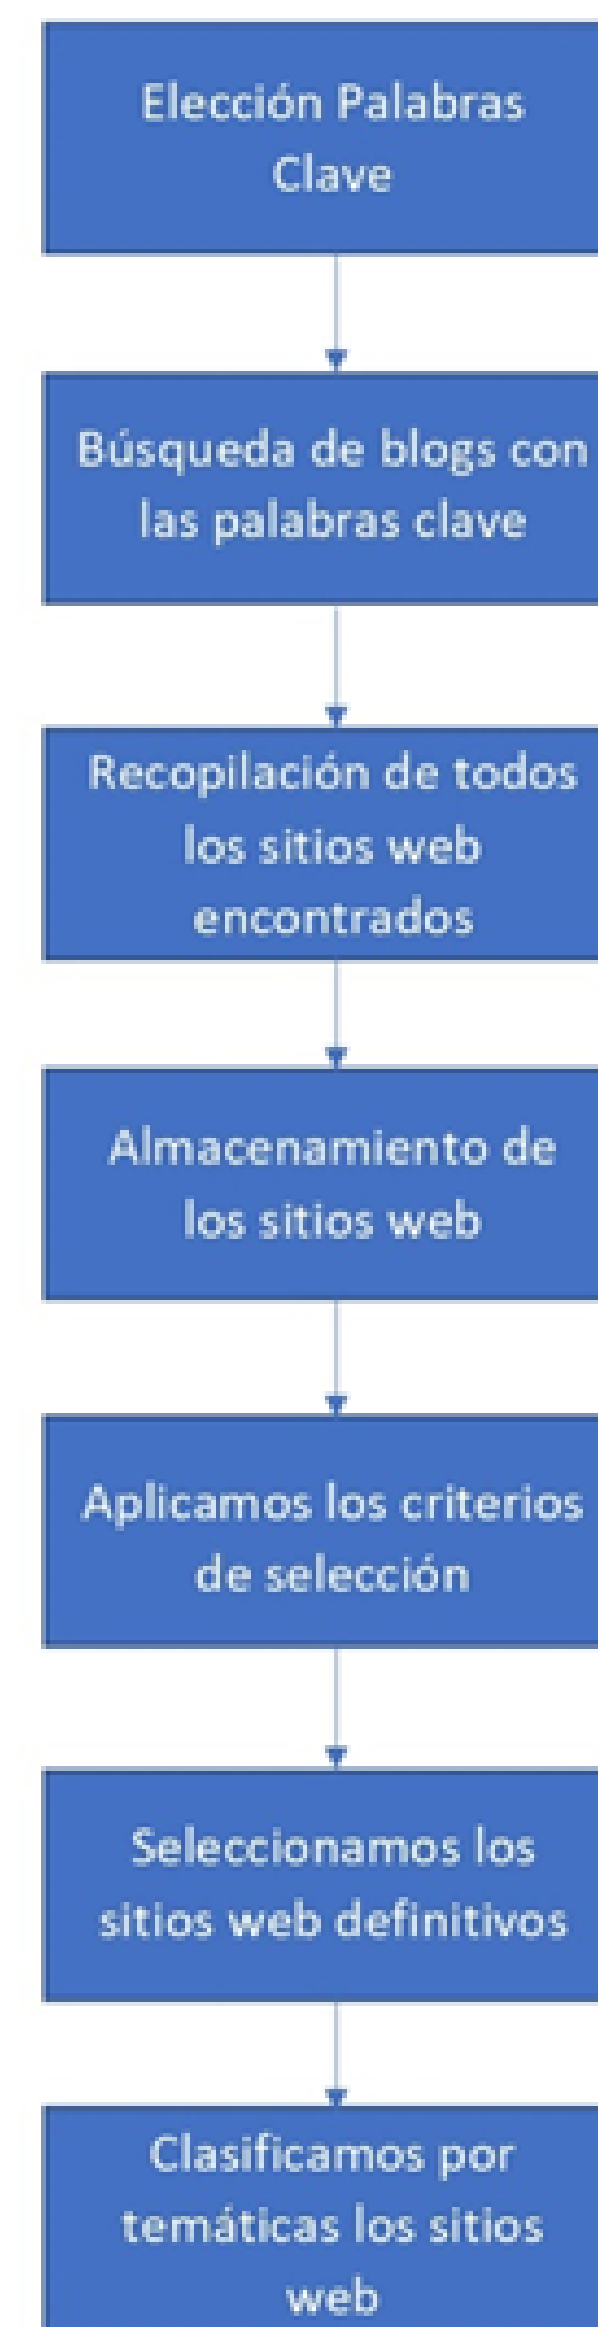 Elección Palabras
Clave
Búsqueda de blogs con
las palabras clave
Recopilación de todos
los sitios web
encontrados
Almacenamiento de
los sitios web
Aplicamos los criterios
de selección
Seleccionamos los
sitios web definitivos
Clasificamos por
temáticas los sitios
web